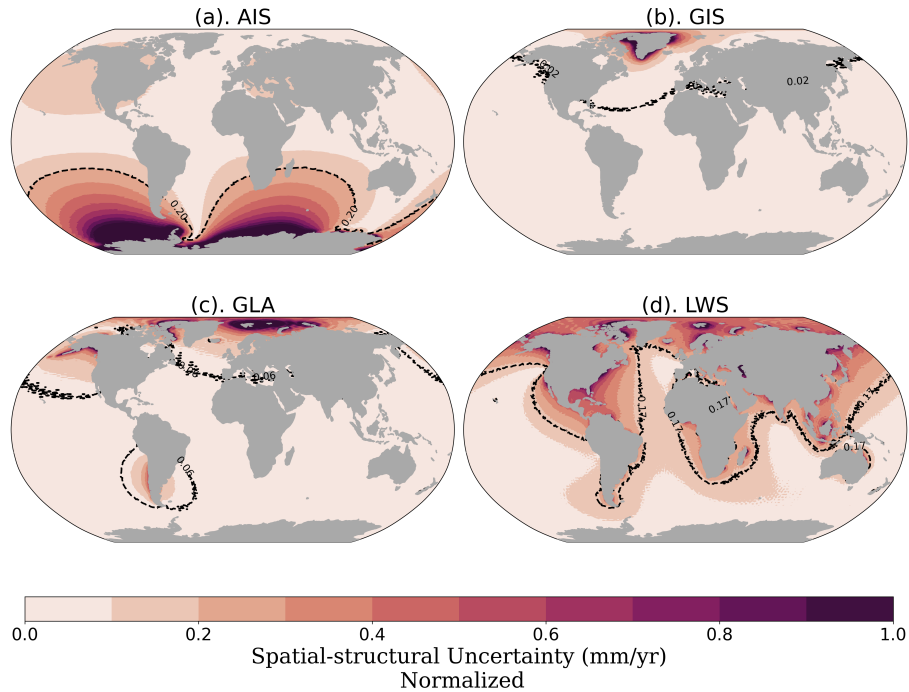 (a). AIS
(b). GIS
0.20
0.20
0.02
0.02
(c). GLA
(d). LWS
0.06
0.06
0.17
0.17
0.17
0.17
0.17
0.0 0.2 0.4 0.6 0.8 1.0
Spatial-structural Uncertainty (mm/yr)
Normalized